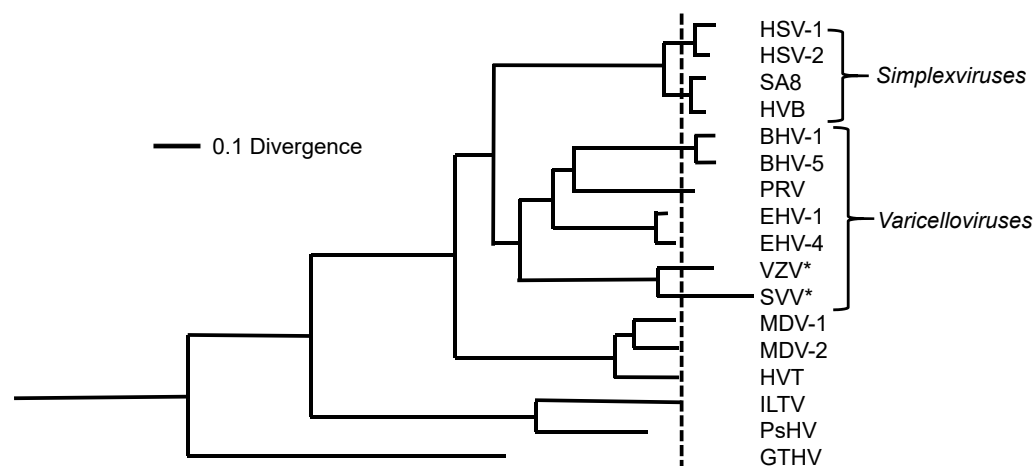 HSV-1
HSV-2
Simplexviruses
SA8
HVB
BHV-1
0.1 Divergence
BHV-5
PRV
EHV-1
Varicelloviruses
EHV-4
VZV*
SVV*
MDV-1
MDV-2
HVT
ILTV
PsHV
GTHV